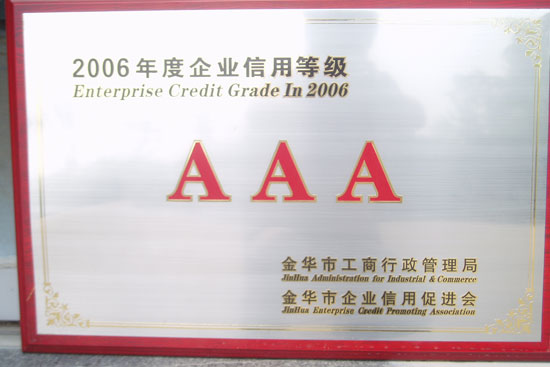 2006年度企业信用等级
Enterprise Credit Grade In 2006
A A A
金华市工商行政管理局
JinHua Administration for Industrial & Commerce
金华市企业信用促进会
JinHua Enterprise Credit Promoting Association